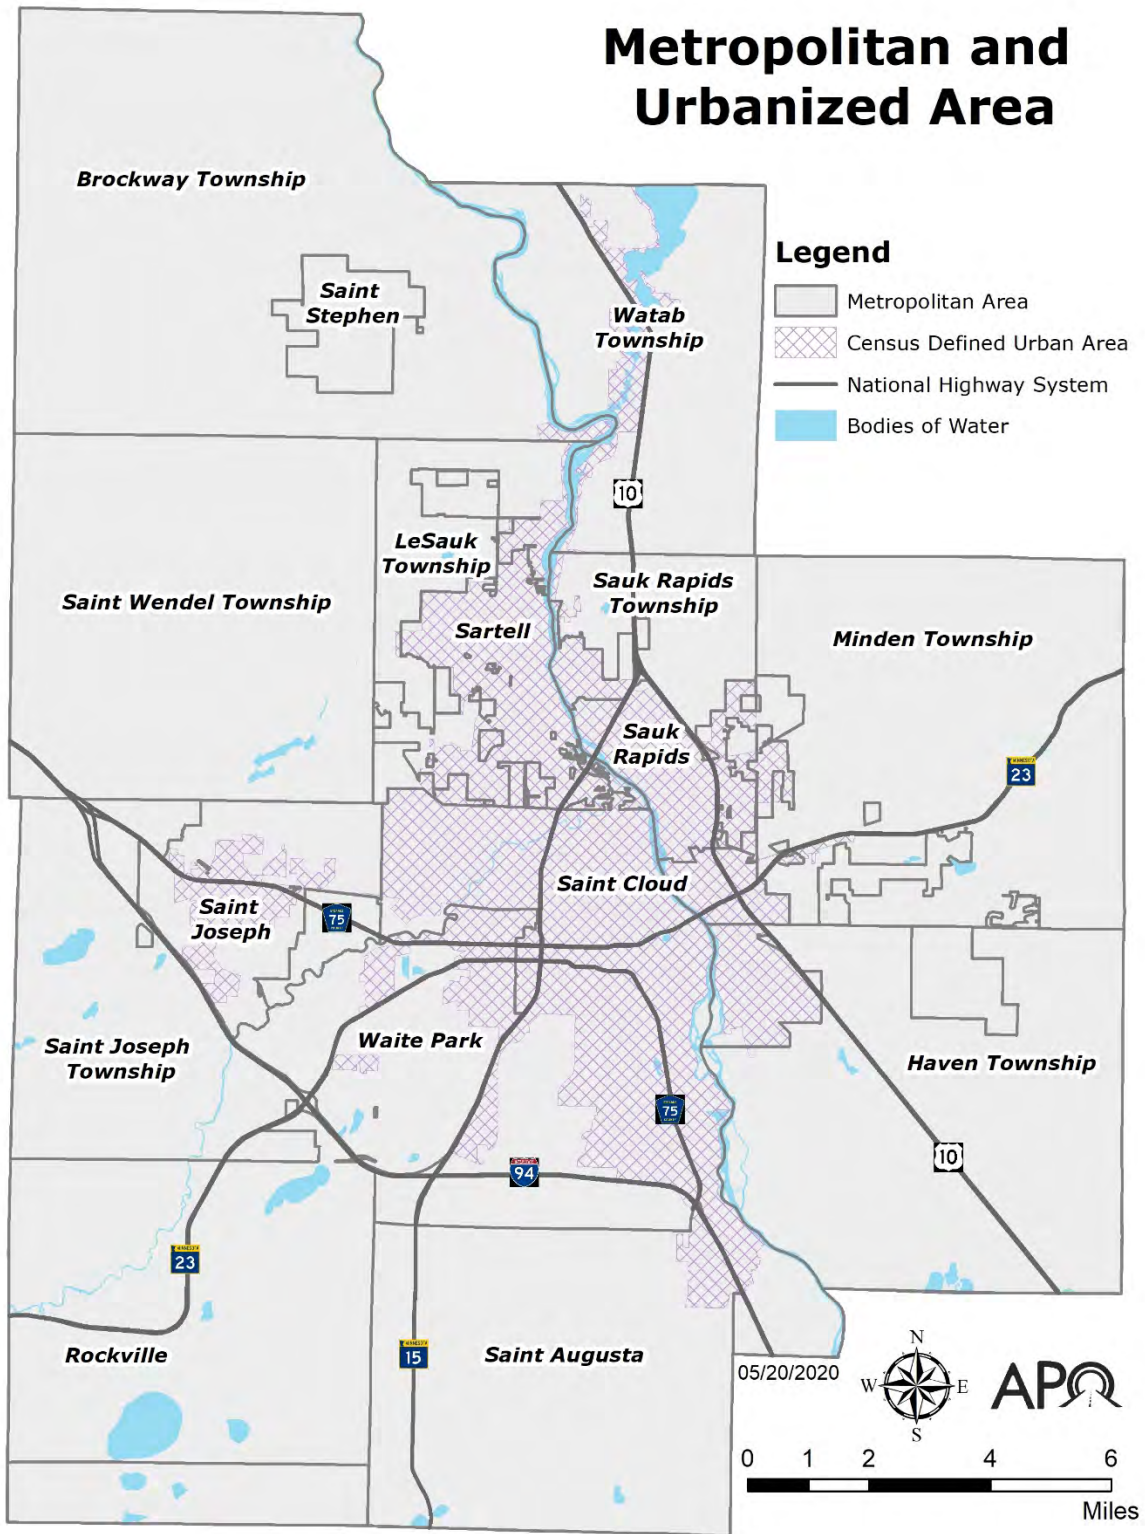 Metropolitan and
Urbanized Area
Brockway Township
Legend
Metropolitan Area
Census Defined Urban Area
National Highway System
Bodies of Water
Saint
Stephen
Watab
Township
10
LeSauk
Township
Sauk Rapids
Township
Saint Wendel Township
Sartell
Minden Township
Sauk
Rapids
23
Saint Cloud
Saint
Joseph
75
Waite Park
Saint Joseph
Township
Haven Township
75
10
94
23
15
Rockville
Saint Augusta
05/20/2020
N
W
E
S
APO
0 1 2 4 6
Miles